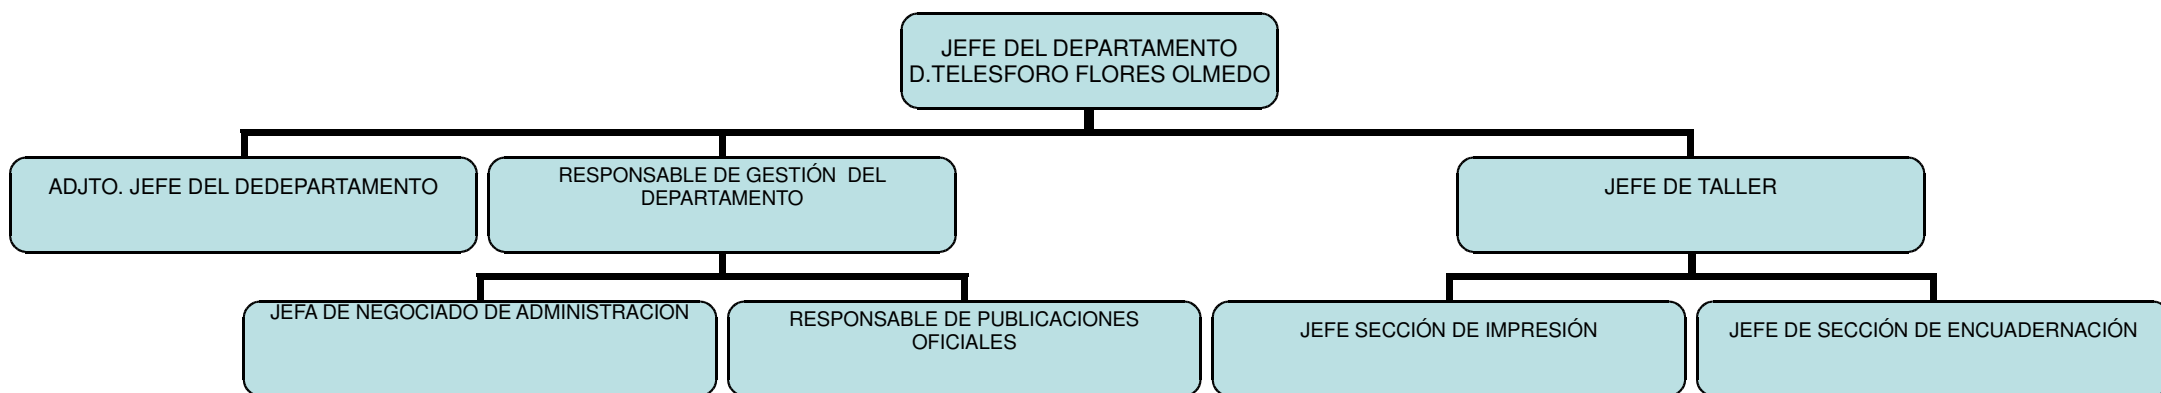 JEFE DEL DEPARTAMENTO
D.TELESFORO FLORES OLMEDO
ADJTO. JEFE DEL DEDEPARTAMENTO
RESPONSABLE DE GESTIÓN DEL
DEPARTAMENTO
JEFE DE TALLER
JEFA DE NEGOCIADO DE ADMINISTRACION
RESPONSABLE DE PUBLICACIONES
OFICIALES
JEFE SECCIÓN DE IMPRESIÓN
JEFE DE SECCIÓN DE ENCUADERNACIÓN